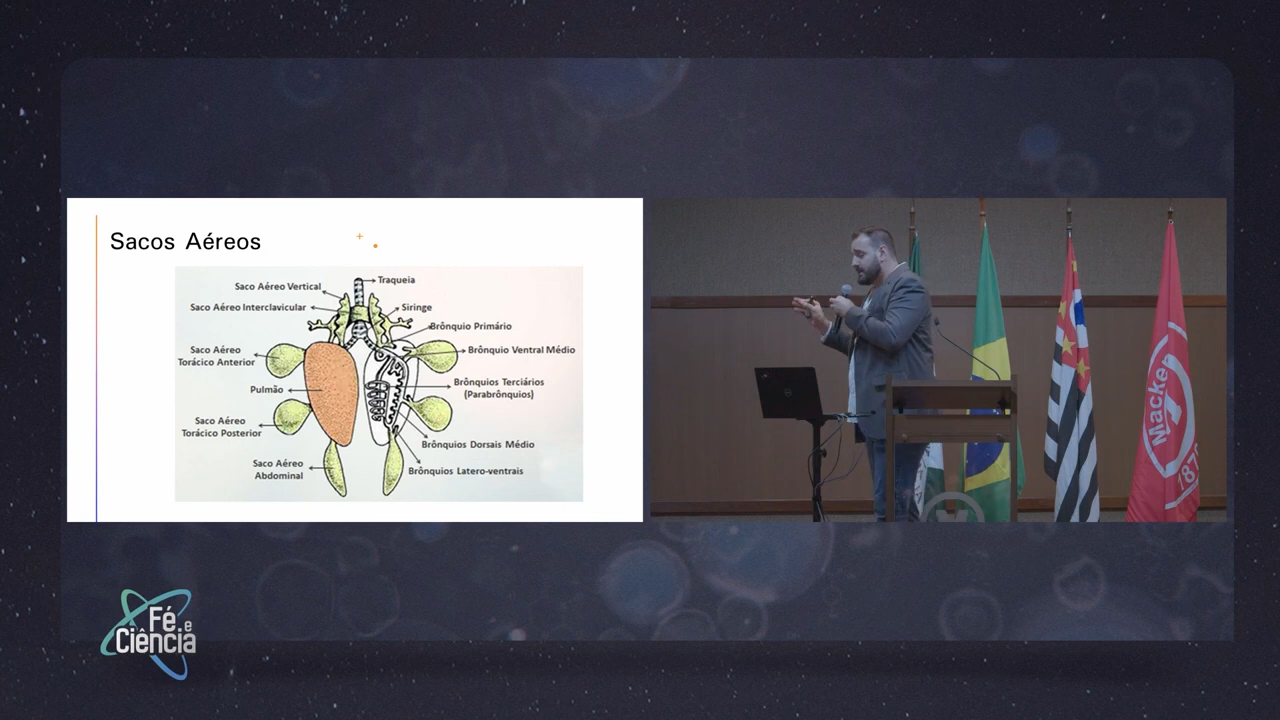 Sacos Aéreos
Traqueia
Saco Aéreo Vertical
Saco Aéreo Interclavicular
Siringe
Brônquio Primário
Saco Aéreo
Torácico Anterior
Brônquio Ventral Médio
Pulmão
Brônquios Terciários
(Parabrônquios)
Saco Aéreo
Torácico Posterior
Brônquios Dorsais Médio
Saco Aéreo
Abdominal
Brônquios Latero-ventrais
Macke
187
Fé e
Ciência